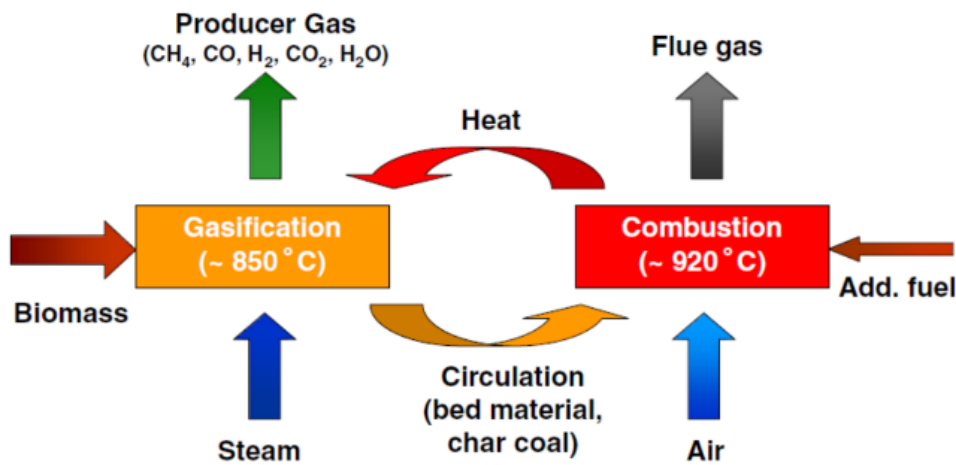 Producer Gas
(CH₄, CO, H₂, CO₂, H₂O)
Flue gas
Heat
Gasification
(~ 850°C)
Combustion
(~ 920°C)
Biomass
Add. fuel
Circulation
(bed material,
char coal)
Steam
Air